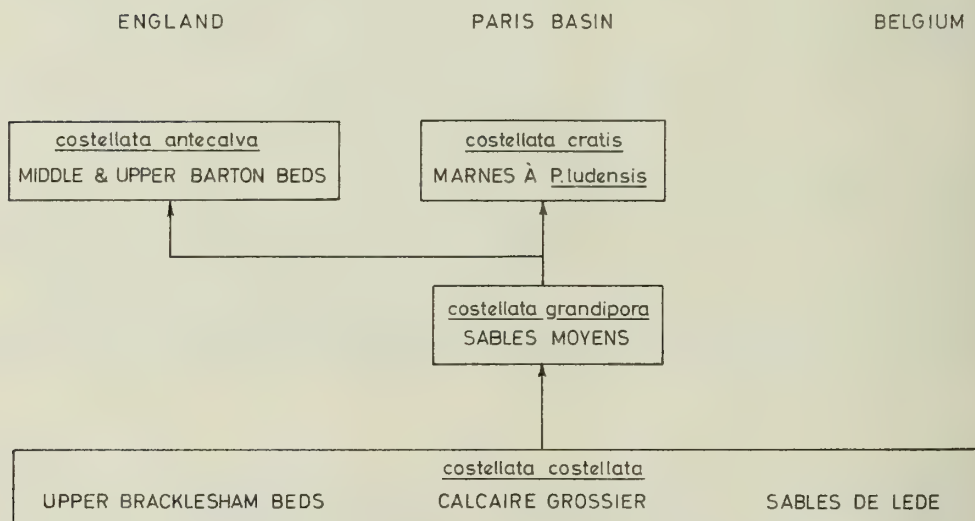 ENGLAND PARIS BASIN BELGIUM
costellata antecalva
MIDDLE & UPPER BARTON BEDS
costellata cratis
MARNES À P. ludensis
costellata grandipora
SABLES MOYENS
costellata costellata
UPPER BRACKLESHAM BEDS CALCAIRE GROSSIER SABLES DE LEDE